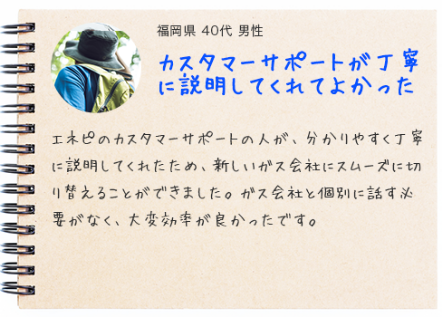 福岡県 40代 男性
カスタマーサポートが丁寧
に説明してくれてよかった
エネピのカスタマーサポートの人が、分かりやすく丁寧
に説明してくれたため、新しいガス会社にスムーズに切
り替えることができました。ガス会社と個別に話す必
要がなく、大変効率が良かったです。